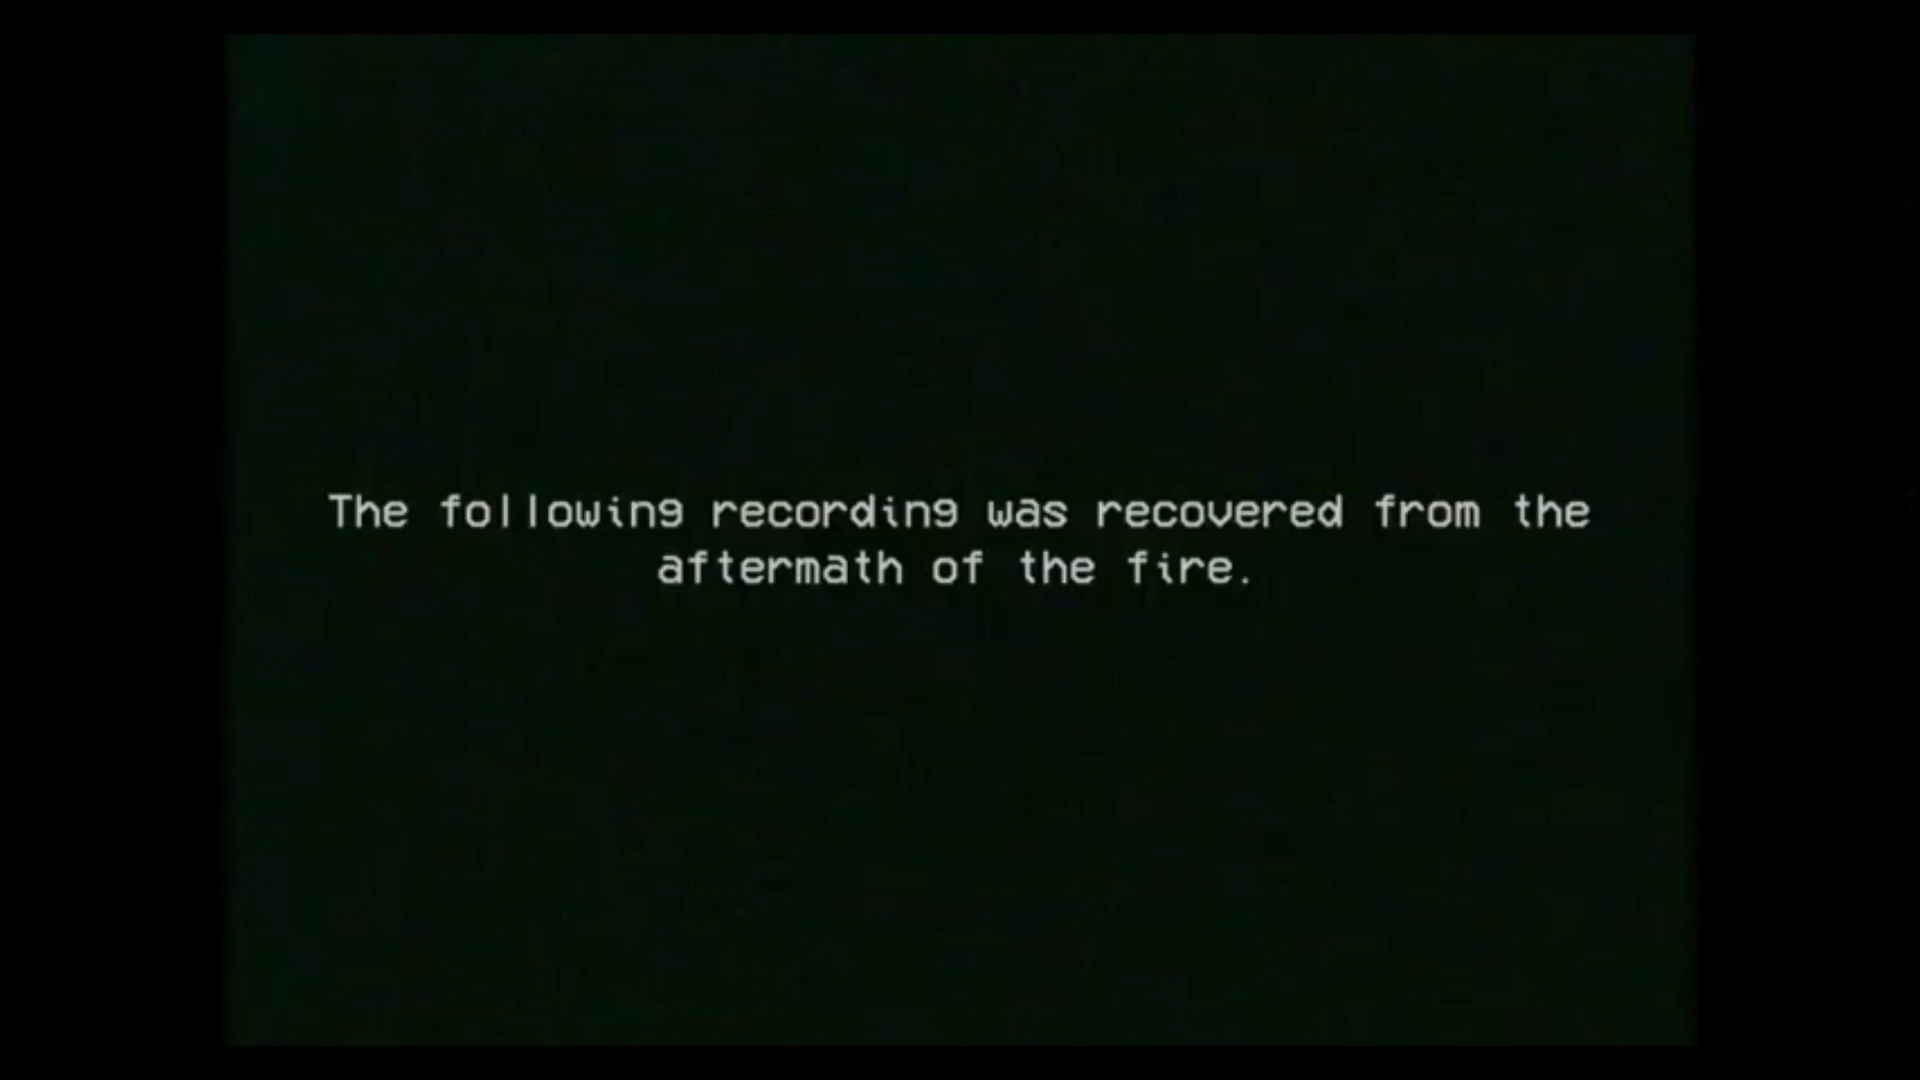 The following recording was recovered from the
aftermath of the fire.